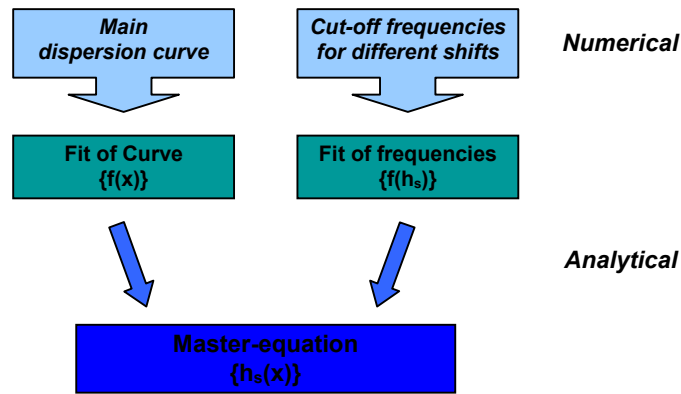 Main
dispersion curve
Cut-off frequencies
for different shifts
Numerical
Fit of Curve
{f(x)}
Fit of frequencies
{f(hₛ)}
Analytical
Master-equation
{hₛ(x)}